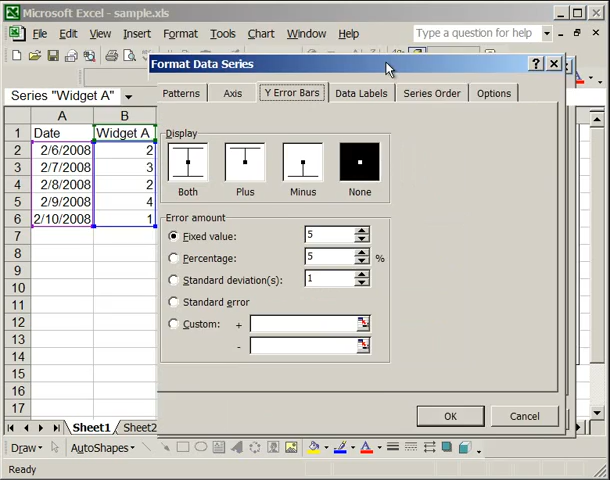 Microsoft Excel - sample.xls
File Edit View Insert Format Tools Chart Window Help Type a question for help
Format Data Series
Series "Widget A"
Patterns Axis Y Error Bars Data Labels Series Order Options
A B
1 Date Widget A
2 2/6/2008 2
3 2/7/2008 3
4 2/8/2008 2
5 2/9/2008 4
6 2/10/2008 1
7
8
9
10
11
12
13
14
15
16
17
Display
Both Plus Minus None
Error amount
Fixed value: 5
Percentage: 5 %
Standard deviation(s): 1
Standard error
Custom: +
-
OK Cancel
Sheet1 Sheet2
Draw AutoShapes
Ready